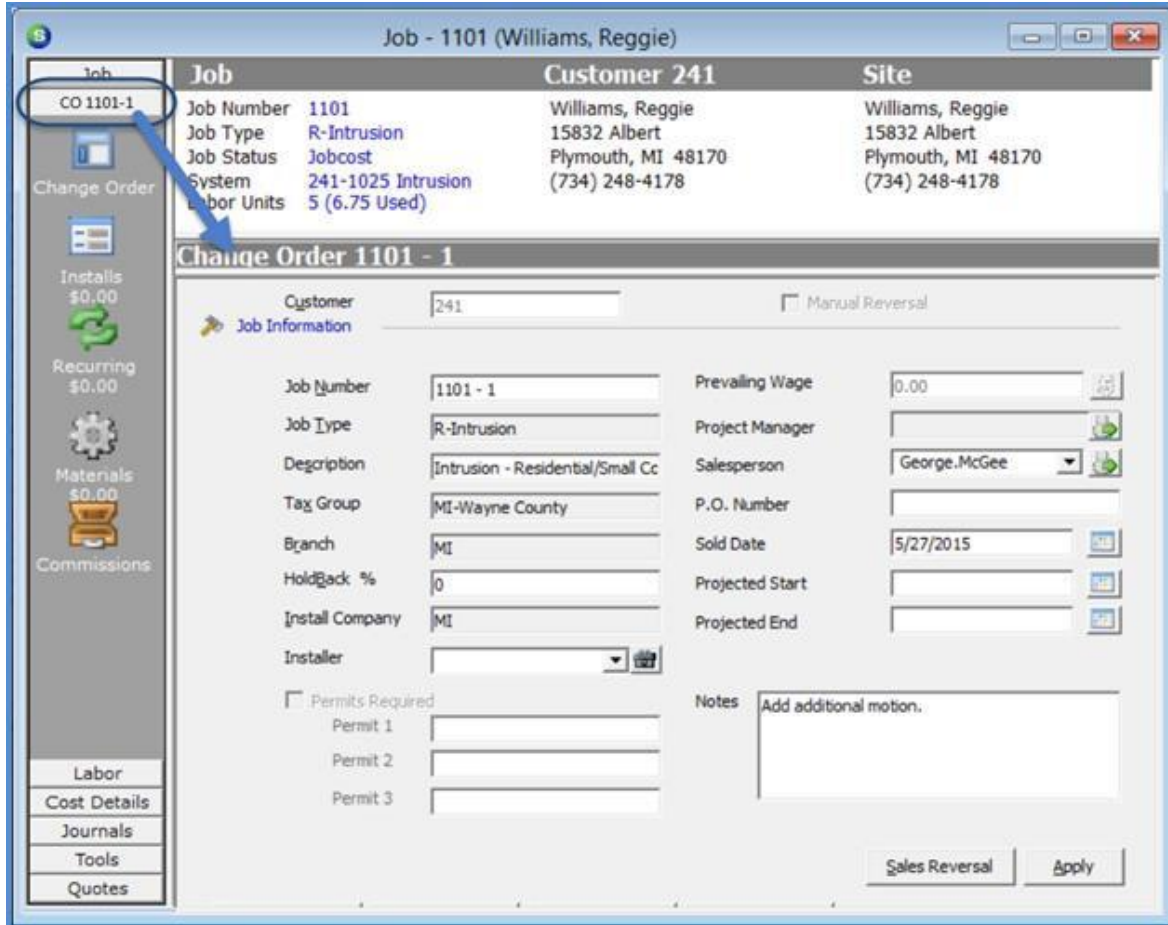 S
Job - 1101 (Williams, Reggie)
Job
CO 1101-1
Change Order
Installs
$0.00
Recurring
$0.00
Materials
$0.00
Commissions
Labor
Cost Details
Journals
Tools
Quotes
Job Customer 241 Site
Job Number 1101 Williams, Reggie Williams, Reggie
Job Type R-Intrusion 15832 Albert 15832 Albert
Job Status Jobcost Plymouth, MI 48170 Plymouth, MI 48170
System 241-1025 Intrusion (734) 248-4178 (734) 248-4178
Labor Units 5 (6.75 Used)
Change Order 1101 - 1
Customer 241 Manual Reversal
Job Information
Job Number 1101 - 1 Prevailing Wage 0.00
Job Type R-Intrusion Project Manager
Description Intrusion - Residential/Small Cc Salesperson George.McGee
Tax Group MI-Wayne County P.O. Number
Branch MI Sold Date 5/27/2015
HoldBack % 0 Projected Start
Install Company MI Projected End
Installer
Permits Required Notes Add additional motion.
Permit 1
Permit 2
Permit 3
Sales Reversal Apply